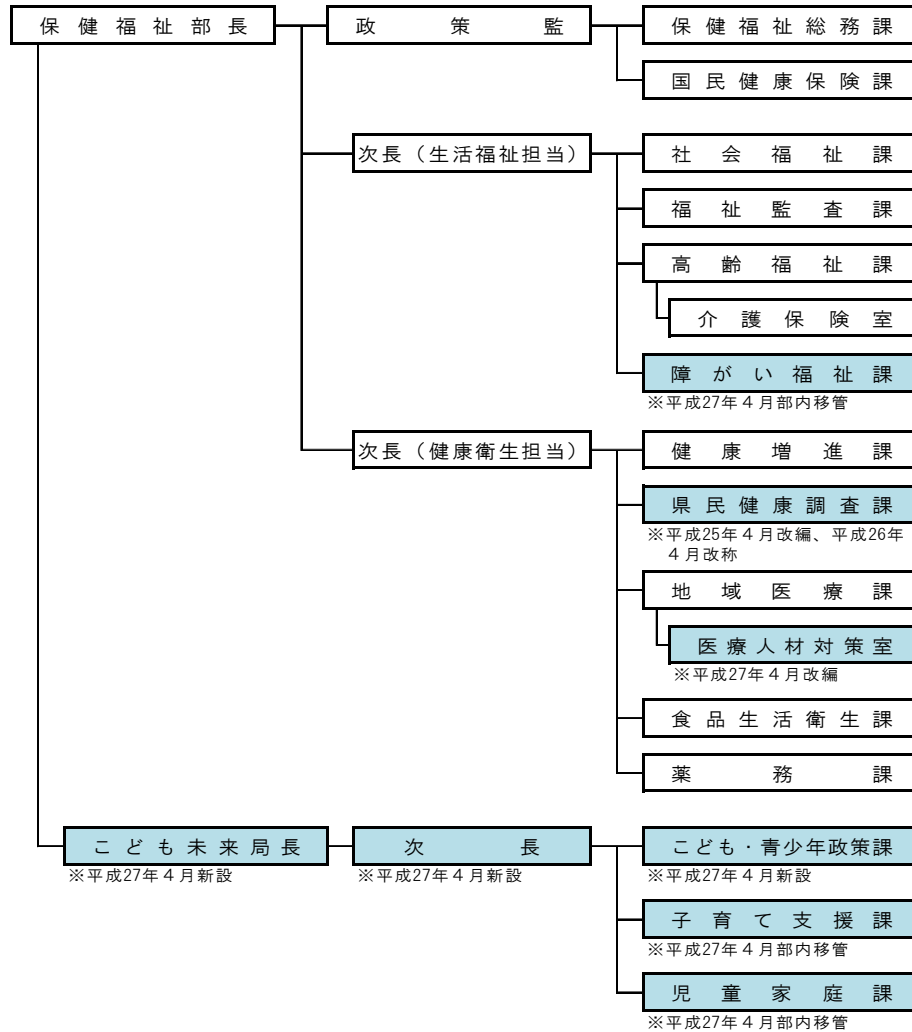 保健福祉部長
政策監
保健福祉総務課
国民健康保険課
次長（生活福祉担当）
社会福祉課
福祉監査課
高齢福祉課
介護保険室
障がい福祉課
※平成27年４月部内移管
次長（健康衛生担当）
健康増進課
県民健康調査課
※平成25年４月改編、平成26年
４月改称
地域医療課
医療人材対策室
※平成27年４月改編
食品生活衛生課
薬務課
こども未来局長
※平成27年４月新設
次長
※平成27年４月新設
こども・青少年政策課
※平成27年４月新設
子育て支援課
※平成27年４月部内移管
児童家庭課
※平成27年４月部内移管